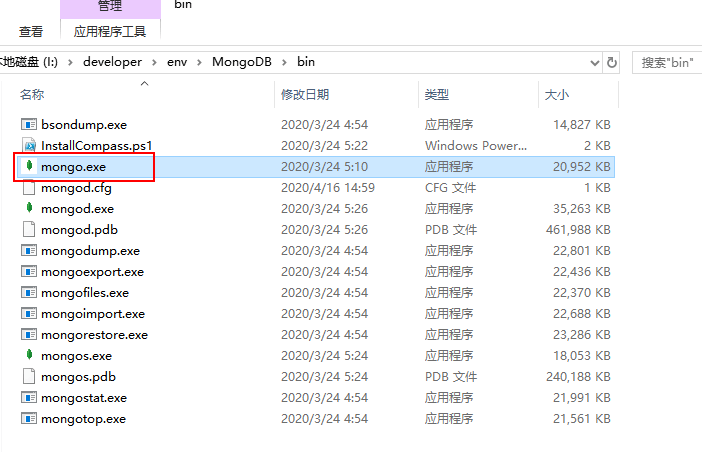 管理
bin
查看
应用程序工具
地磁盘 (I:) developer env MongoDB bin
搜索"bin"
名称 修改日期 类型 大小
bsondump.exe 2020/3/24 4:54 应用程序 14,827 KB
InstallCompass.ps1 2020/3/24 5:22 Windows Power... 2 KB
mongo.exe 2020/3/24 5:10 应用程序 20,952 KB
mongod.cfg 2020/4/16 14:59 CFG 文件 1 KB
mongod.exe 2020/3/24 5:26 应用程序 35,263 KB
mongod.pdb 2020/3/24 5:26 PDB 文件 461,988 KB
mongodump.exe 2020/3/24 4:54 应用程序 22,801 KB
mongoexport.exe 2020/3/24 4:54 应用程序 22,436 KB
mongofiles.exe 2020/3/24 4:54 应用程序 22,370 KB
mongoimport.exe 2020/3/24 4:54 应用程序 22,688 KB
mongorestore.exe 2020/3/24 4:54 应用程序 23,286 KB
mongos.exe 2020/3/24 5:24 应用程序 18,053 KB
mongos.pdb 2020/3/24 5:24 PDB 文件 240,188 KB
mongostat.exe 2020/3/24 4:54 应用程序 21,991 KB
mongotop.exe 2020/3/24 4:54 应用程序 21,561 KB